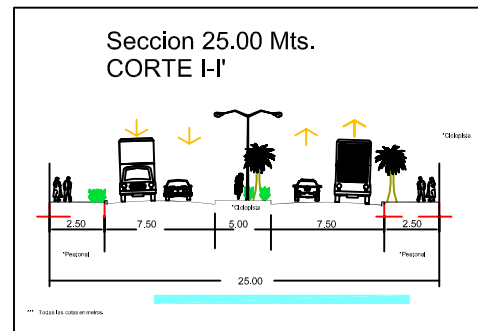 Seccion 25.00 Mts.
CORTE I-I'
*Ciclopista
*Ciclopista
2.50 7.50 5.00 7.50 2.50
*Peatonal *Peatonal
25.00
*** Todas las cotas en metros